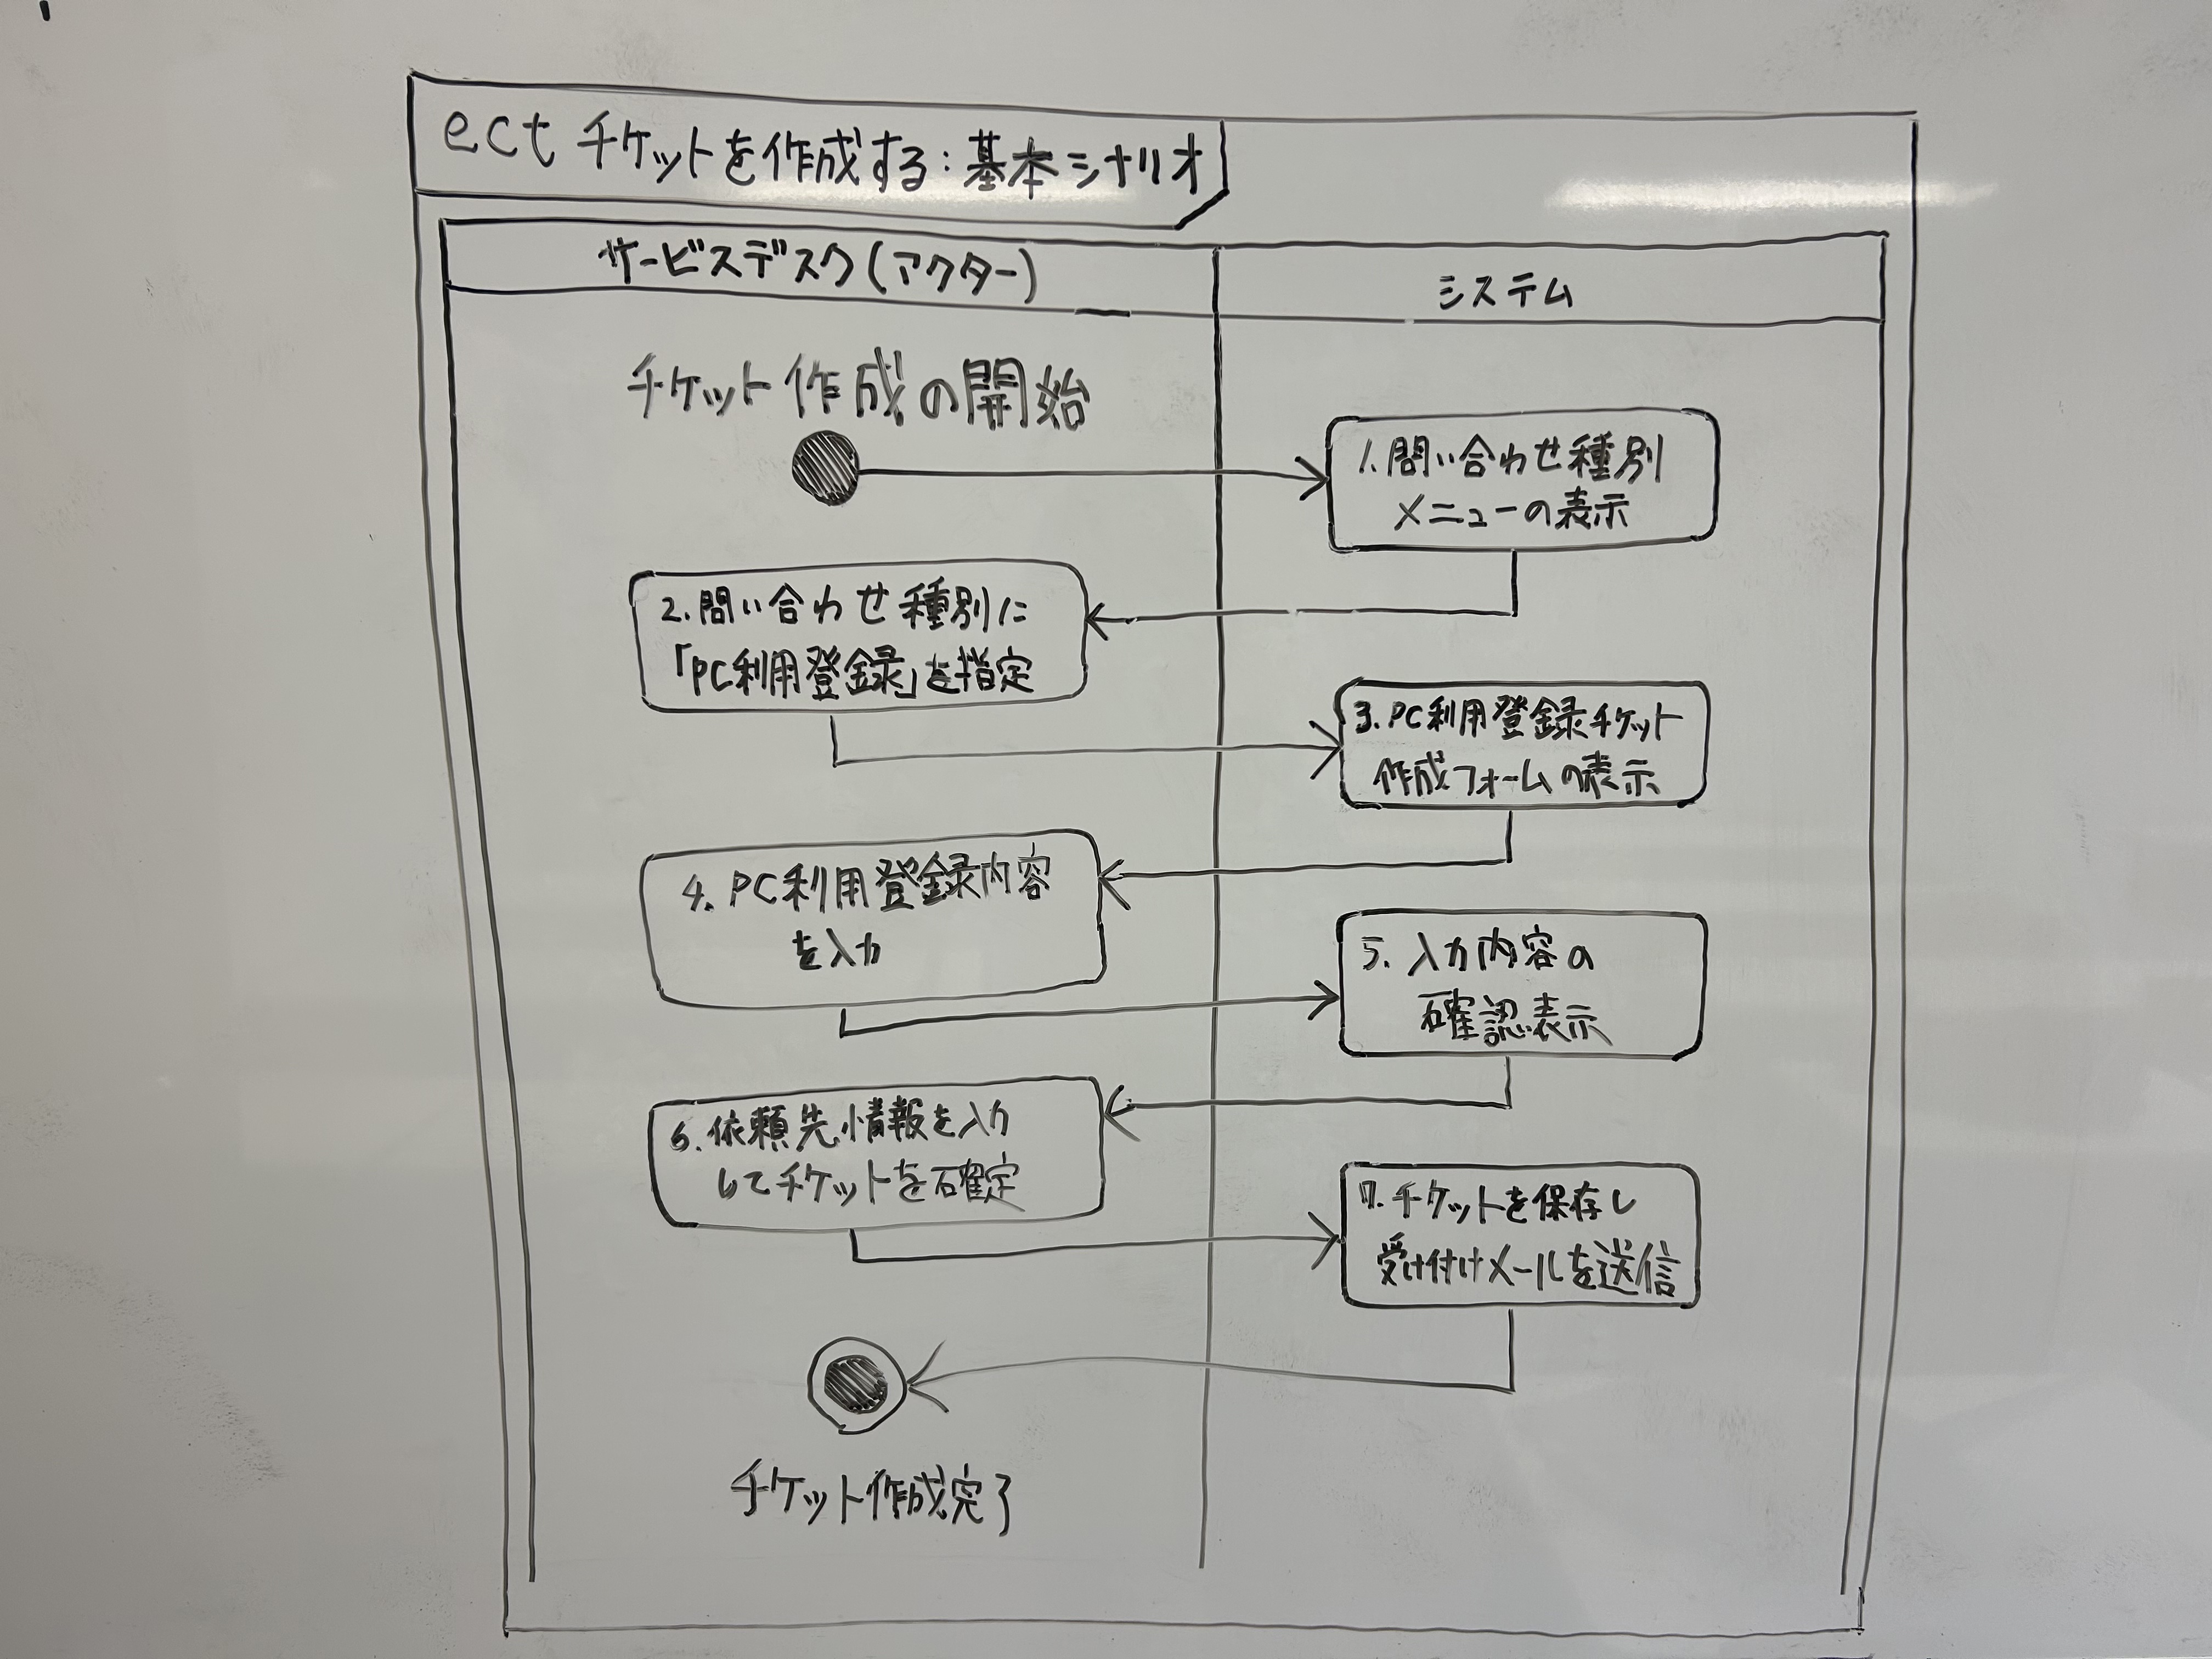 ect チケットを作成する:基本シナリオ
サービスデスク(アクター)
システム
チケット作成の開始
1.問い合わせ種別
メニューの表示
2.問い合わせ種別に
「PC利用登録」を指定
3.PC利用登録チケット
作成フォームの表示
4.PC利用登録内容
を入力
5.入力内容の
確認表示
6.依頼先情報を入力
してチケットを確定
7.チケットを保存し
受け付けメールを送信
チケット作成完了